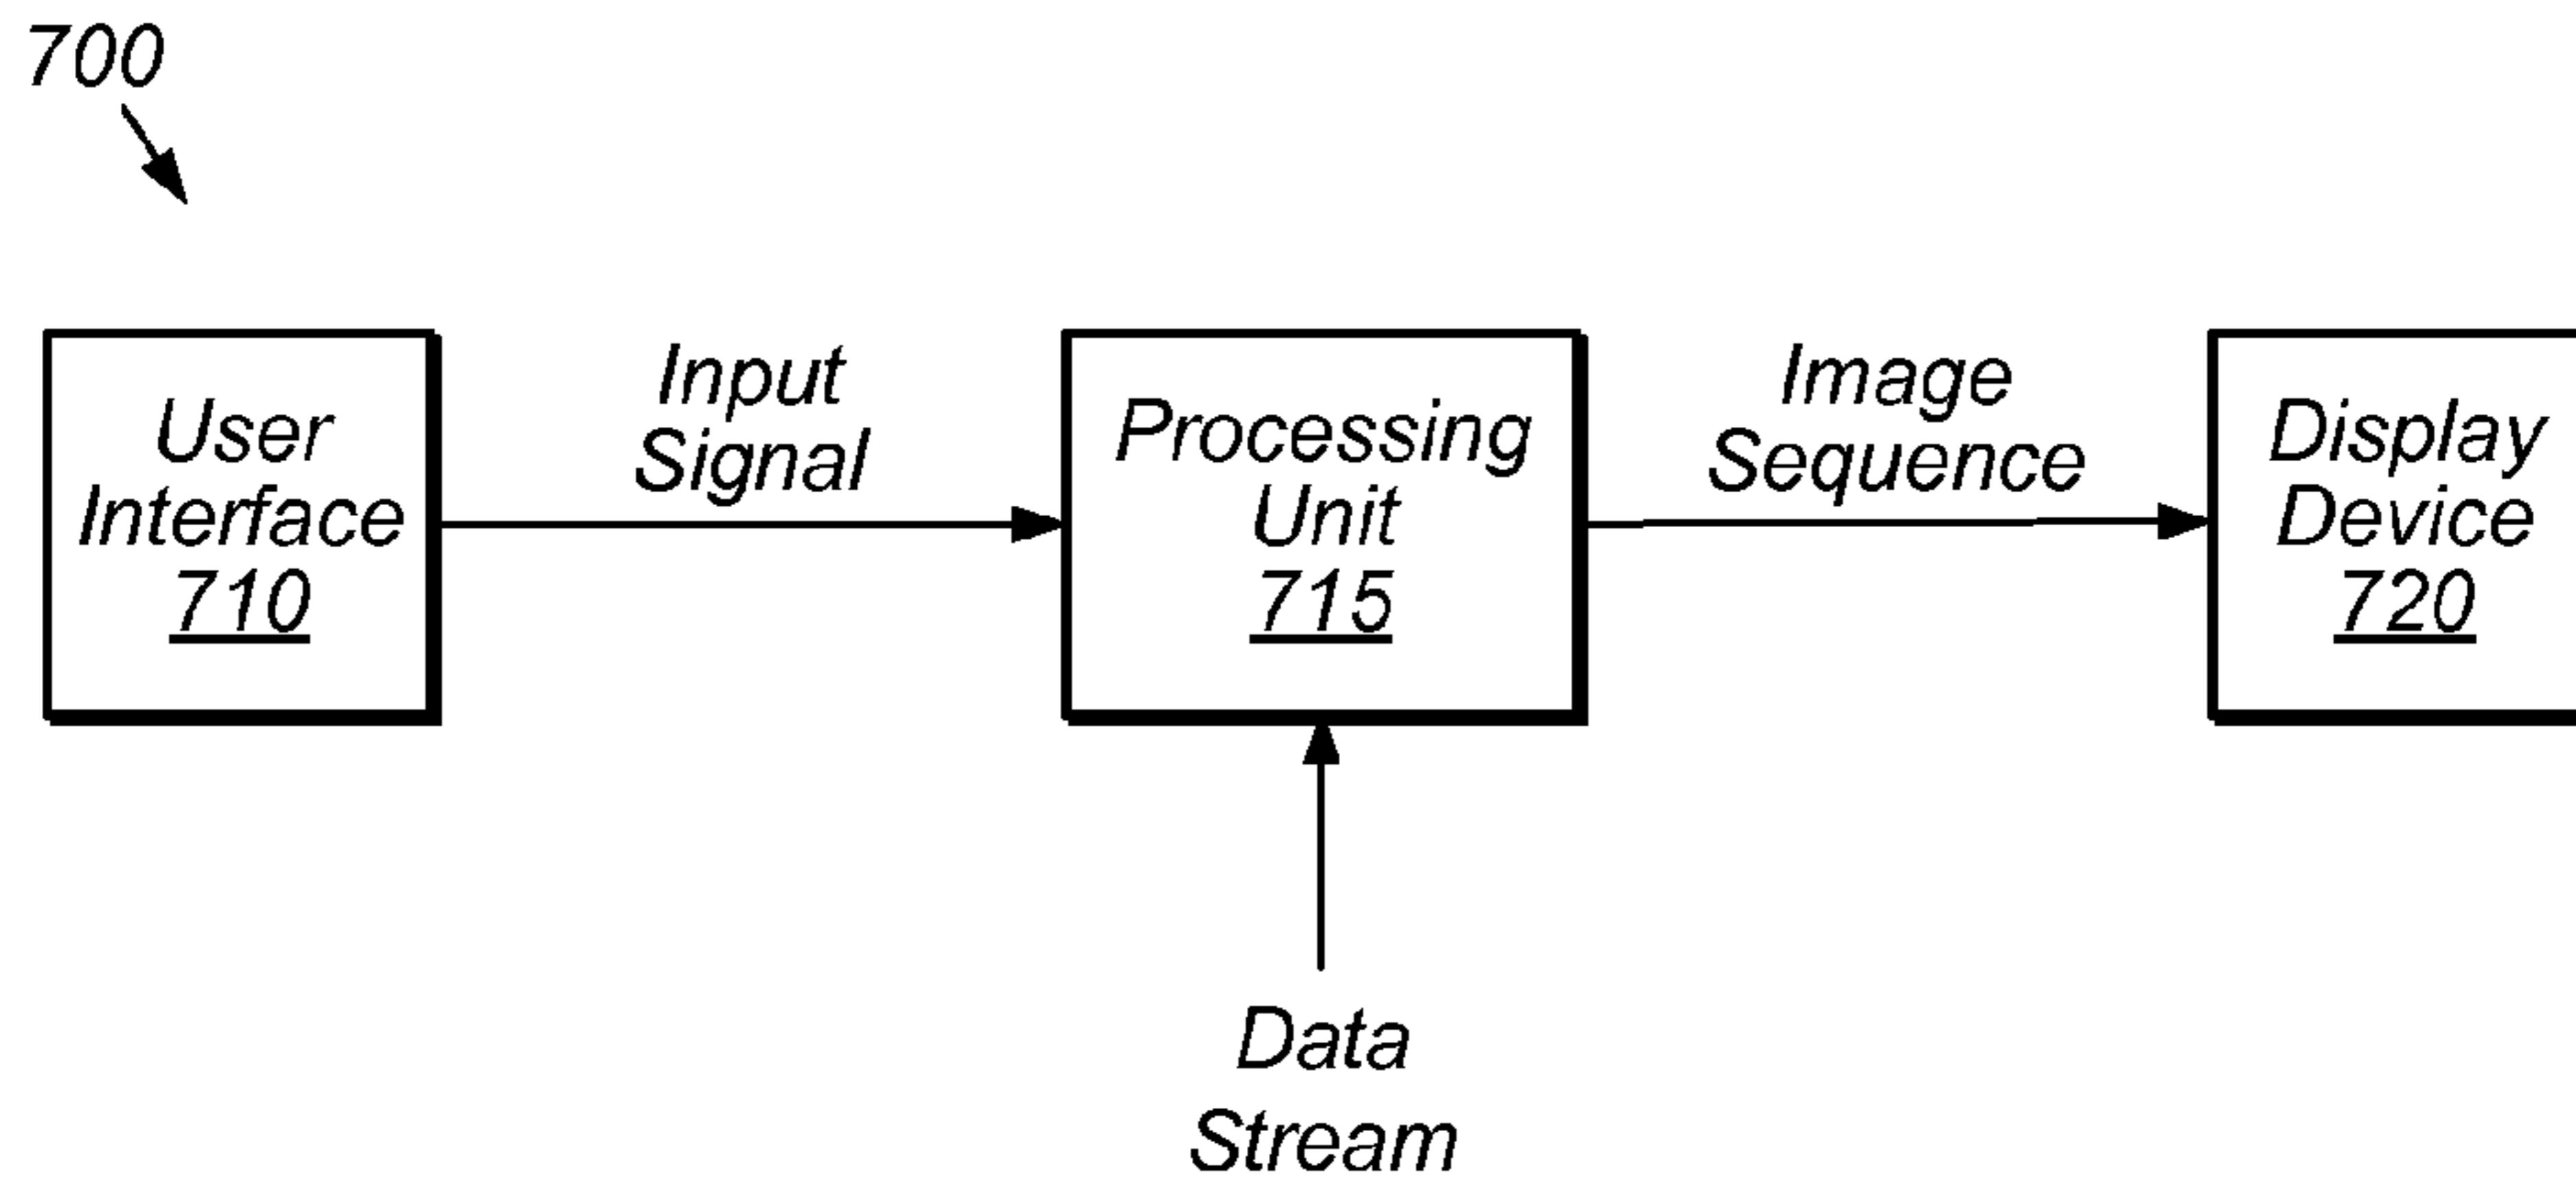 700
User
Interface
710
Input
Signal
Processing
Unit
715
Image
Sequence
Display
Device
720
Data
Stream